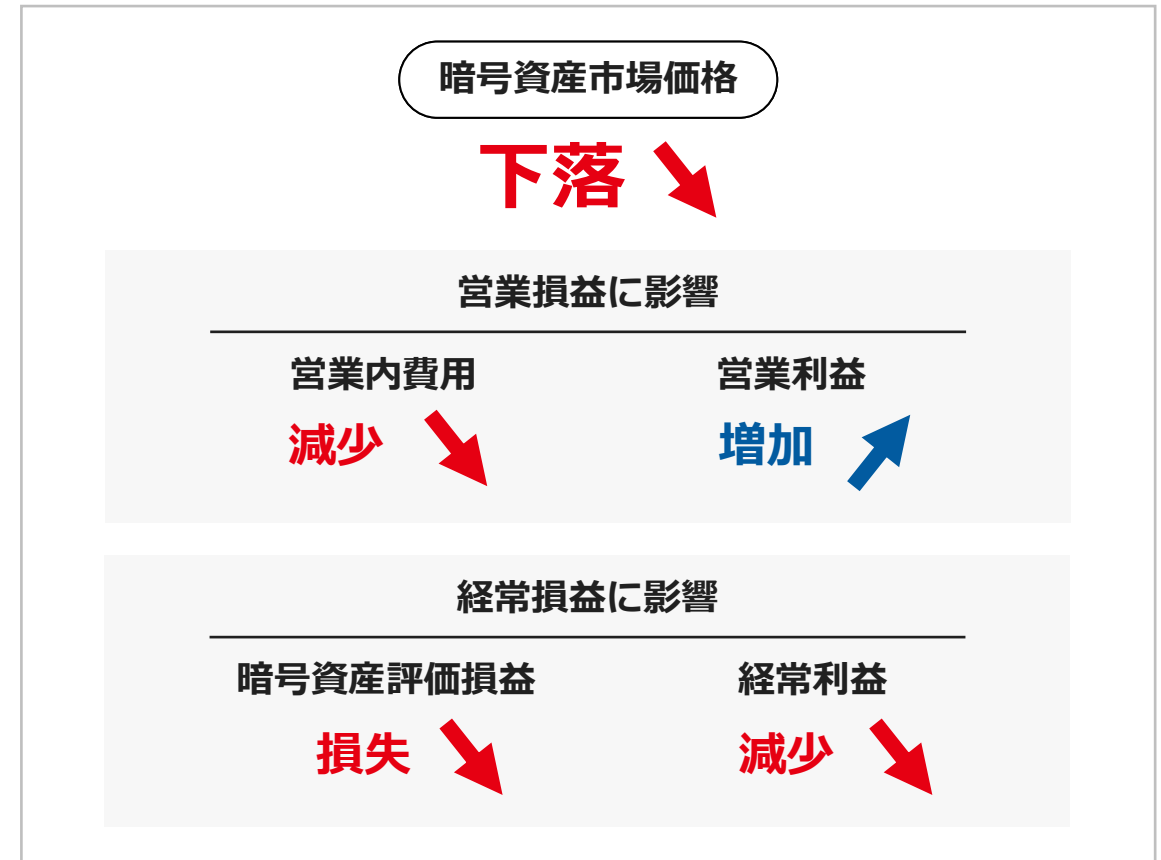 暗号資産市場価格
下落
営業損益に影響
営業内費用
営業利益
減少
増加
経常損益に影響
暗号資産評価損益
経常利益
損失
減少